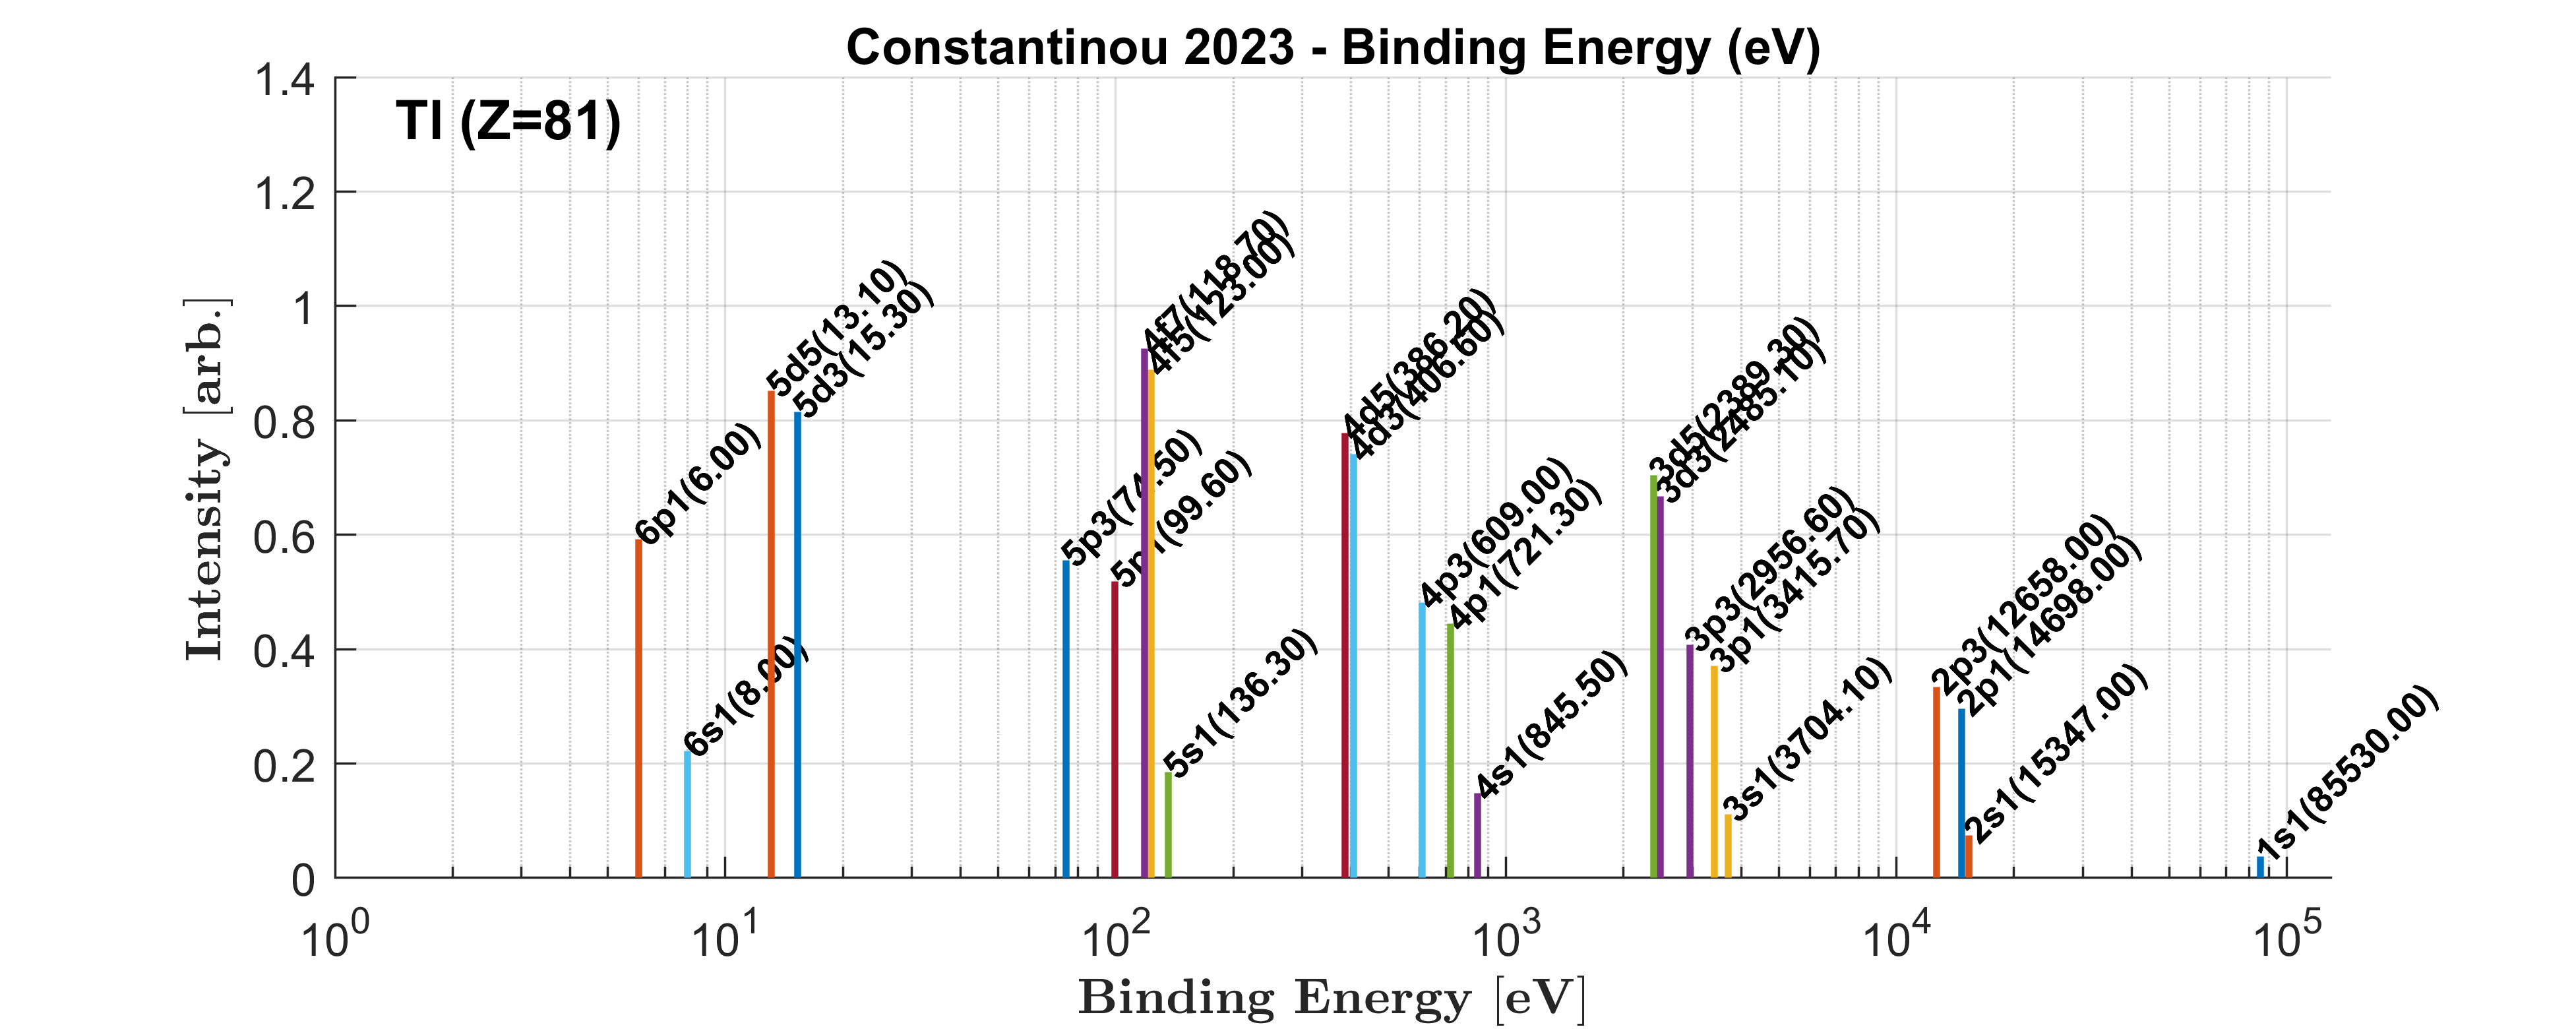 Constantinou 2023 - Binding Energy (eV)
Tl (Z=81)
Intensity [arb.]
1.4
1.2
1
0.8
0.6
0.4
0.2
0
6p1(6.00)
6s1(8.00)
5d5(13.10)
5d3(15.30)
5p3(74.50)
5p1(99.60)
4f7(118.70)
4f5(123.00)
5s1(136.30)
4d5(386.20)
4d3(406.60)
4p3(609.00)
4p1(721.30)
4s1(845.50)
3d5(2389.30)
3d3(2485.10)
3p3(2956.60)
3p1(3415.70)
3s1(3704.10)
2p3(12658.00)
2p1(14698.00)
2s1(15347.00)
1s1(85530.00)
10^0 10^1 10^2 10^3 10^4 10^5
Binding Energy [eV]